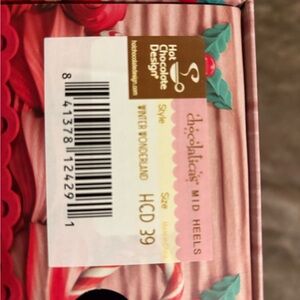 Hot
Chocolate
Design®
hotchocolatedesign.com
chocolaticas® MID HEELS
Style
Size
WINTER WONDERLAND
HCD 39
8 41378 12429 1